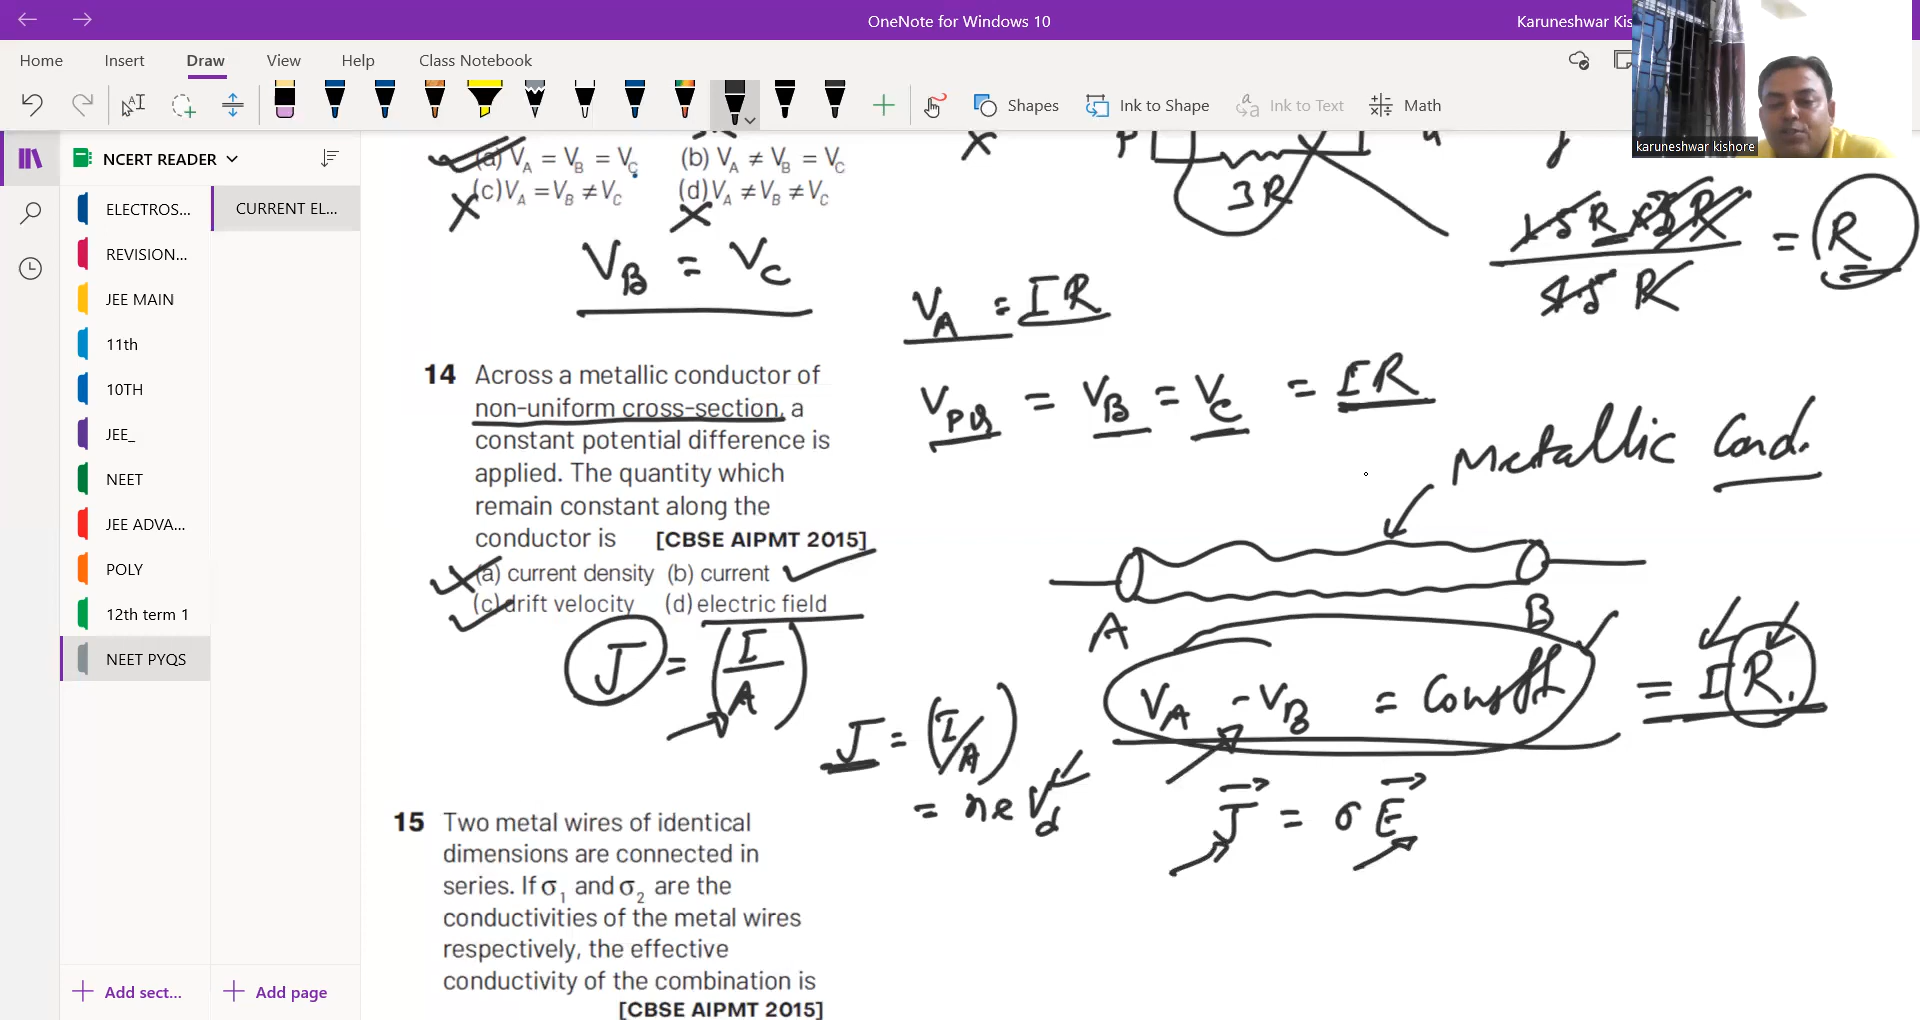 OneNote for Windows 10
Karuneshwar Kis
Home Insert Draw View Help Class Notebook
Shapes Ink to Shape Ink to Text Math
karuneshwar kishore
NCERT READER
ELECTROS...
REVISION...
JEE MAIN
11th
10TH
JEE_
NEET
JEE ADVA...
POLY
12th term 1
NEET PYQS
Add sect...
CURRENT EL...
Add page
(a) V_A = V_B = V_C (b) V_A ≠ V_B = V_C
(c) V_A = V_B ≠ V_C (d) V_A ≠ V_B ≠ V_C
V_B = V_C
3R
= R
V_A = IR
V_PQ = V_B = V_C = IR
14 Across a metallic conductor of
non-uniform cross-section, a
constant potential difference is
applied. The quantity which
remain constant along the
conductor is [CBSE AIPMT 2015]
(a) current density (b) current
(c) drift velocity (d) electric field
Metallic Cond.
A B
J = (I/A)
V_A - V_B = Constt = IR.
J = (I/A)
= ne V_d
J = σ E
15 Two metal wires of identical
dimensions are connected in
series. If σ₁ and σ₂ are the
conductivities of the metal wires
respectively, the effective
conductivity of the combination is
[CBSE AIPMT 2015]